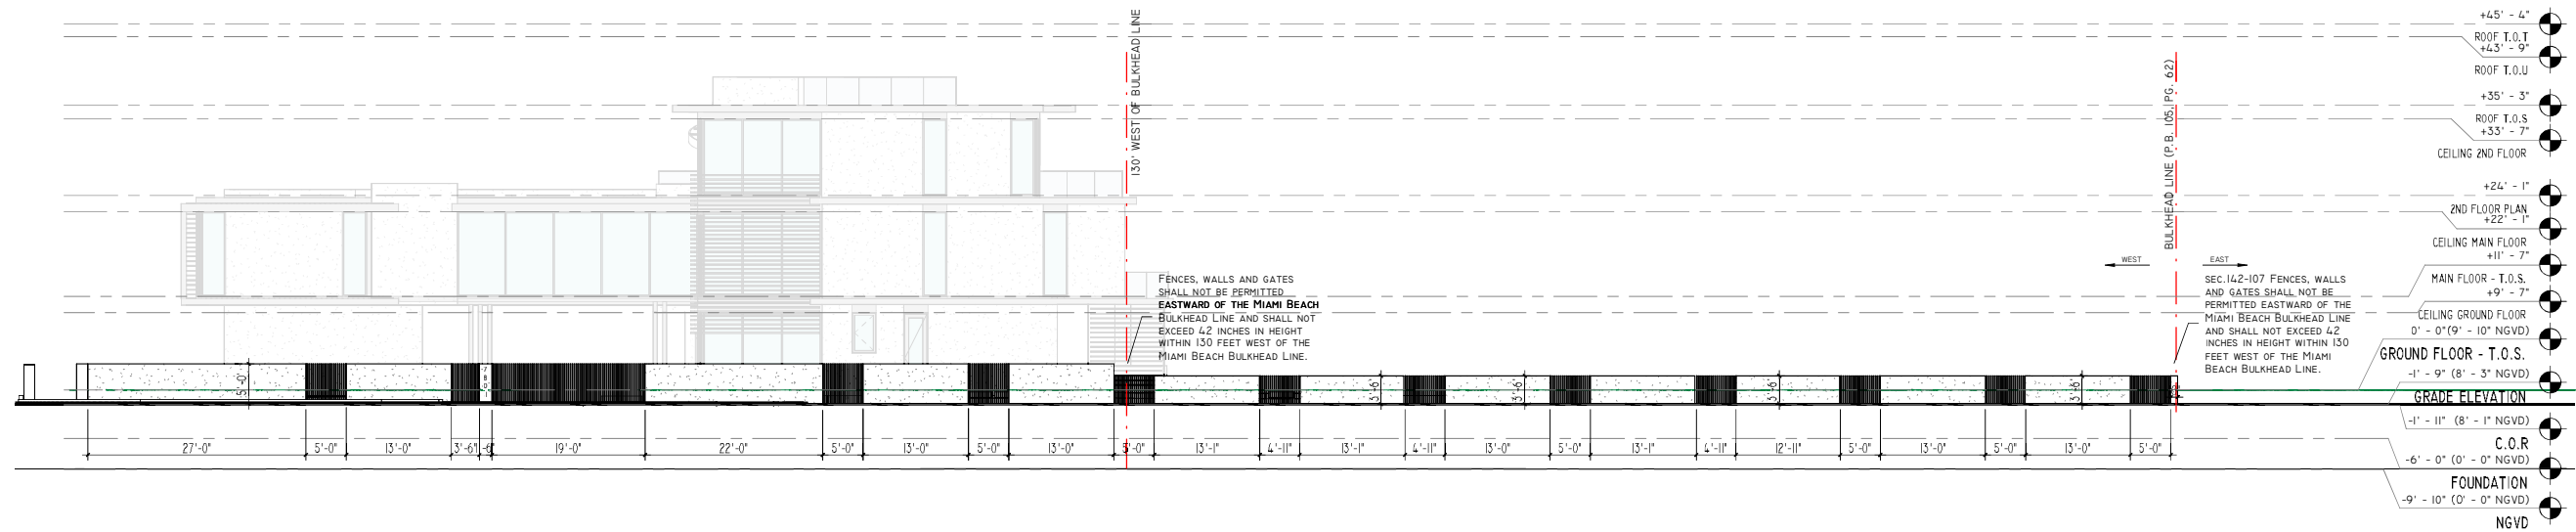 130' WEST OF BULKHEAD LINE
BULKHEAD LINE (P.B. 105, PG. 62)
+45' - 4"
ROOF T.O.T
+43' - 9"
ROOF T.O.U
+35' - 3"
ROOF T.O.S
+33' - 7"
CEILING 2ND FLOOR
+24' - 1"
2ND FLOOR PLAN
+22' - 1"
CEILING MAIN FLOOR
+11' - 7"
MAIN FLOOR - T.O.S.
+9' - 7"
CEILING GROUND FLOOR
0' - 0"(9' - 10" NGVD)
GROUND FLOOR - T.O.S.
-1' - 9" (8' - 3" NGVD)
GRADE ELEVATION
-1' - 11" (8' - 1" NGVD)
C.O.R
-6' - 0" (0' - 0" NGVD)
FOUNDATION
-9' - 10" (0' - 0" NGVD)
NGVD
WEST
EAST
FENCES, WALLS AND GATES
SHALL NOT BE PERMITTED
EASTWARD OF THE MIAMI BEACH
BULKHEAD LINE AND SHALL NOT
EXCEED 42 INCHES IN HEIGHT
WITHIN 130 FEET WEST OF THE
MIAMI BEACH BULKHEAD LINE.
SEC.142-107 FENCES, WALLS
AND GATES SHALL NOT BE
PERMITTED EASTWARD OF THE
MIAMI BEACH BULKHEAD LINE
AND SHALL NOT EXCEED 42
INCHES IN HEIGHT WITHIN 130
FEET WEST OF THE MIAMI
BEACH BULKHEAD LINE.
5'-0"
3'-6"
3'-6"
3'-6"
3'-6"
27'-0"
5'-0"
13'-0"
3'-6"
19'-0"
22'-0"
5'-0"
13'-0"
5'-0"
13'-0"
5'-0"
13'-1"
4'-11"
13'-1"
4'-11"
13'-0"
5'-0"
13'-1"
4'-11"
12'-11"
5'-0"
13'-0"
5'-0"
13'-0"
5'-0"